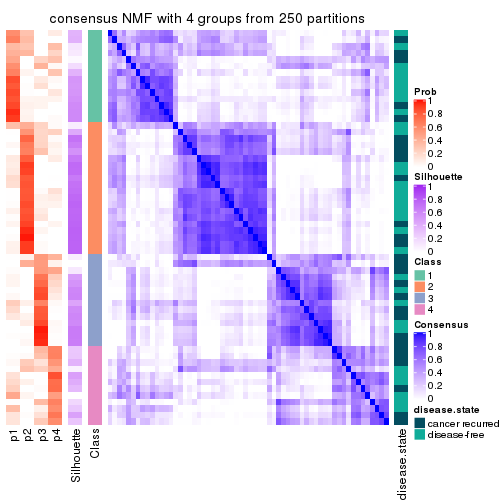 consensus NMF with 4 groups from 250 partitions
Prob
1
0.8
0.6
0.4
0.2
0
Silhouette
1
0.8
0.6
0.4
0.2
0
Class
1
2
3
4
Consensus
1
0.8
0.6
0.4
0.2
0
disease.state
cancer recurred
disease-free
p1
p2
p3
p4
Silhouette
Class
disease.state